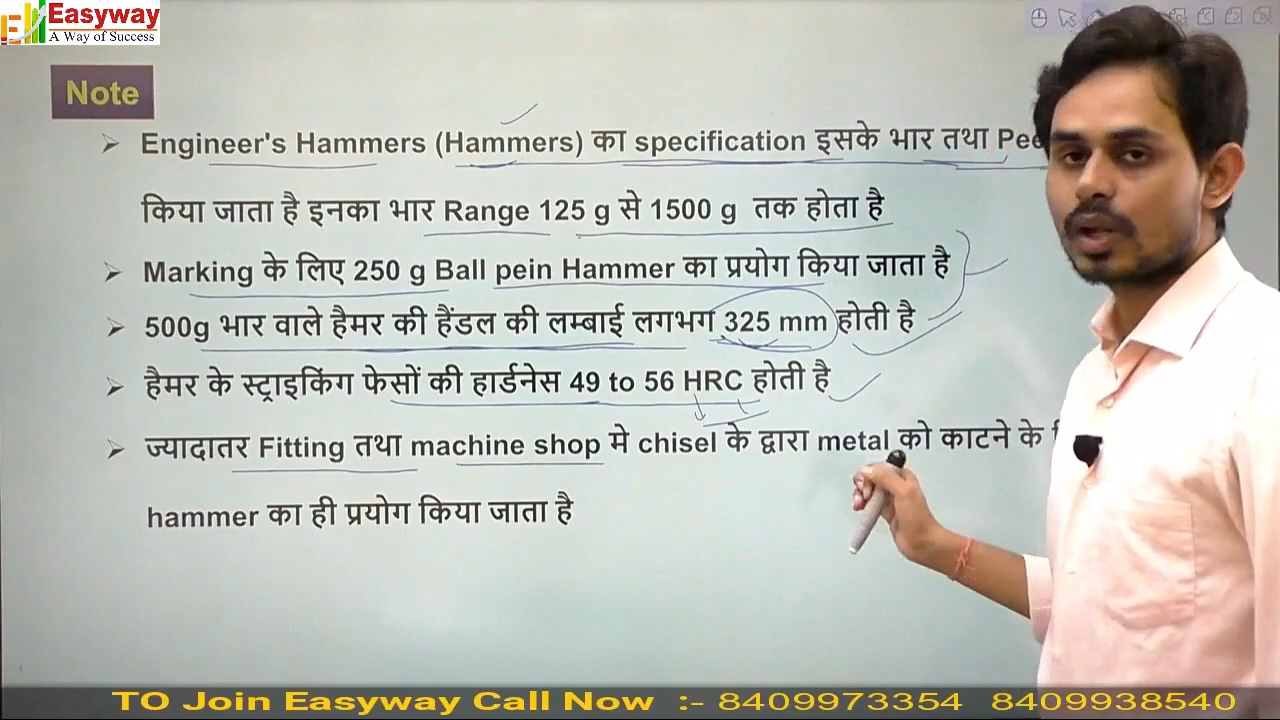 Easyway
A Way of Success
Note
Engineer's Hammers (Hammers) का specification इसके भार तथा
किया जाता है इनका भार Range 125 g से 1500 g तक होता है
Marking के लिए 250 g Ball pein Hammer का प्रयोग किया जाता है
500g भार वाले हैमर की हैंडल की लम्बाई लगभग 325 mm होती है
हैमर के स्ट्राइकिंग फेसों की हार्डनेस 49 to 56 HRC होती है
ज्यादातर Fitting तथा machine shop मे chisel के द्वारा metal को काटने के
hammer का ही प्रयोग किया जाता है
TO Join Easyway Call Now :- 8409973354 8409938540